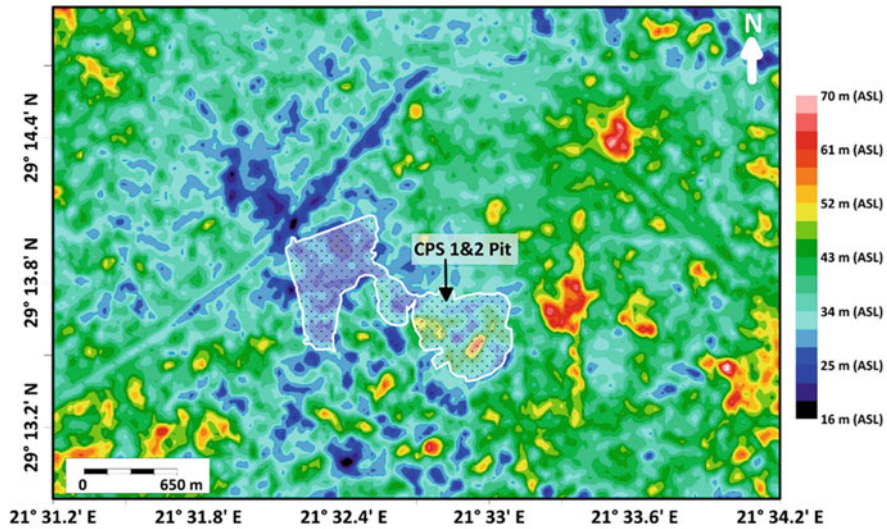 N
70 m (ASL)
61 m (ASL)
52 m (ASL)
43 m (ASL)
34 m (ASL)
25 m (ASL)
16 m (ASL)
29° 14.4' N
29° 13.8' N
29° 13.2' N
CPS 1&2 Pit
0 650 m
21° 31.2' E 21° 31.8' E 21° 32.4' E 21° 33' E 21° 33.6' E 21° 34.2' E